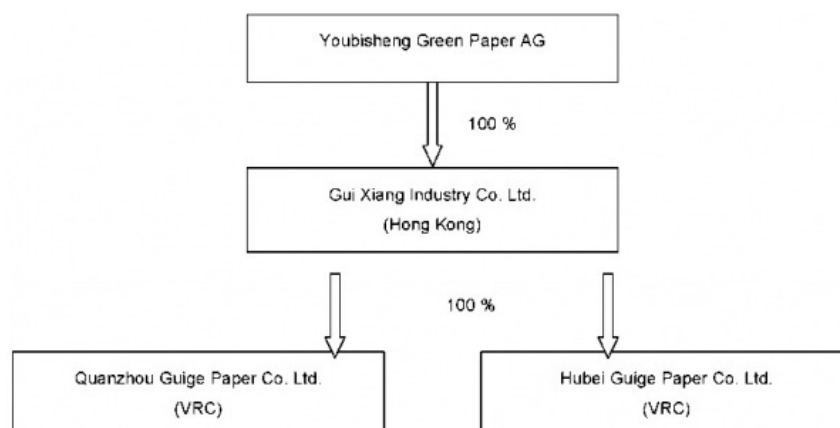 Youbisheng Green Paper AG
100 %
Gui Xiang Industry Co. Ltd.
(Hong Kong)
100 %
Quanzhou Guige Paper Co. Ltd.
(VRC)
Hubei Guige Paper Co. Ltd.
(VRC)